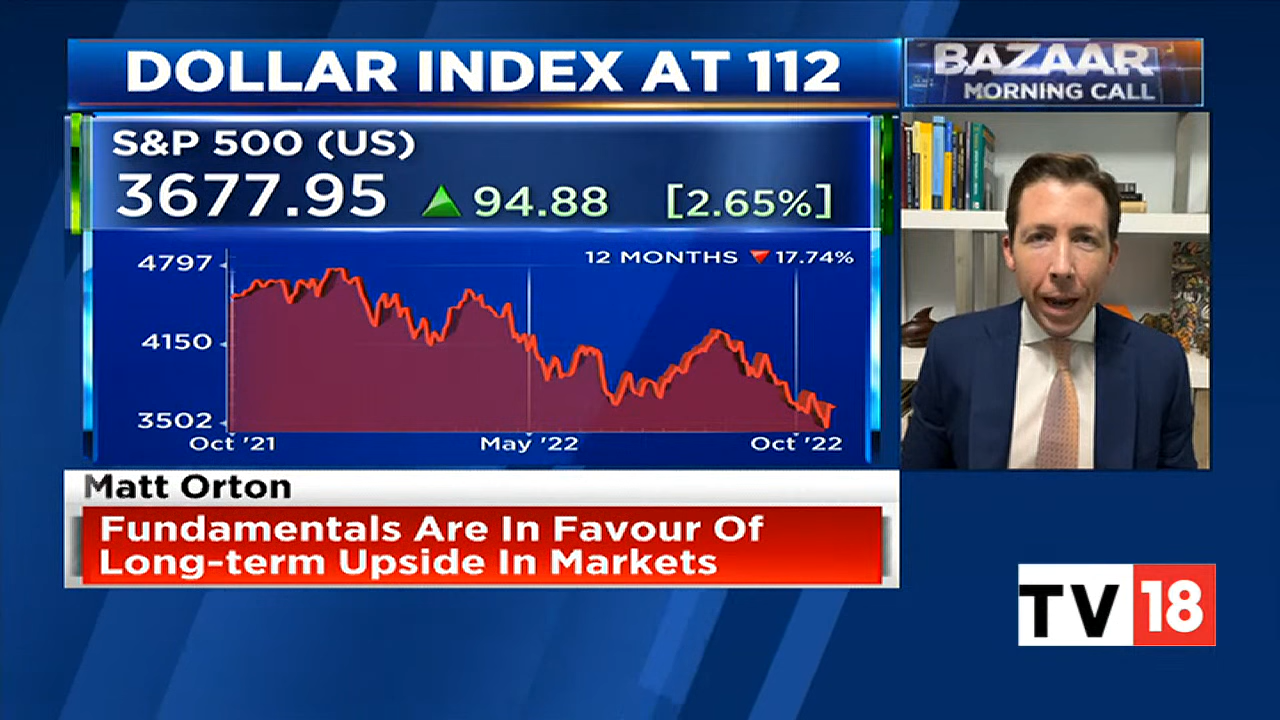 DOLLAR INDEX AT 112
BAZAAR
MORNING CALL
S&P 500 (US)
3677.95 ▲ 94.88 [2.65%]
12 MONTHS ▼ 17.74%
4797
4150
3502
Oct '21 May '22 Oct '22
Matt Orton
Fundamentals Are In Favour Of
Long-term Upside In Markets
TV18